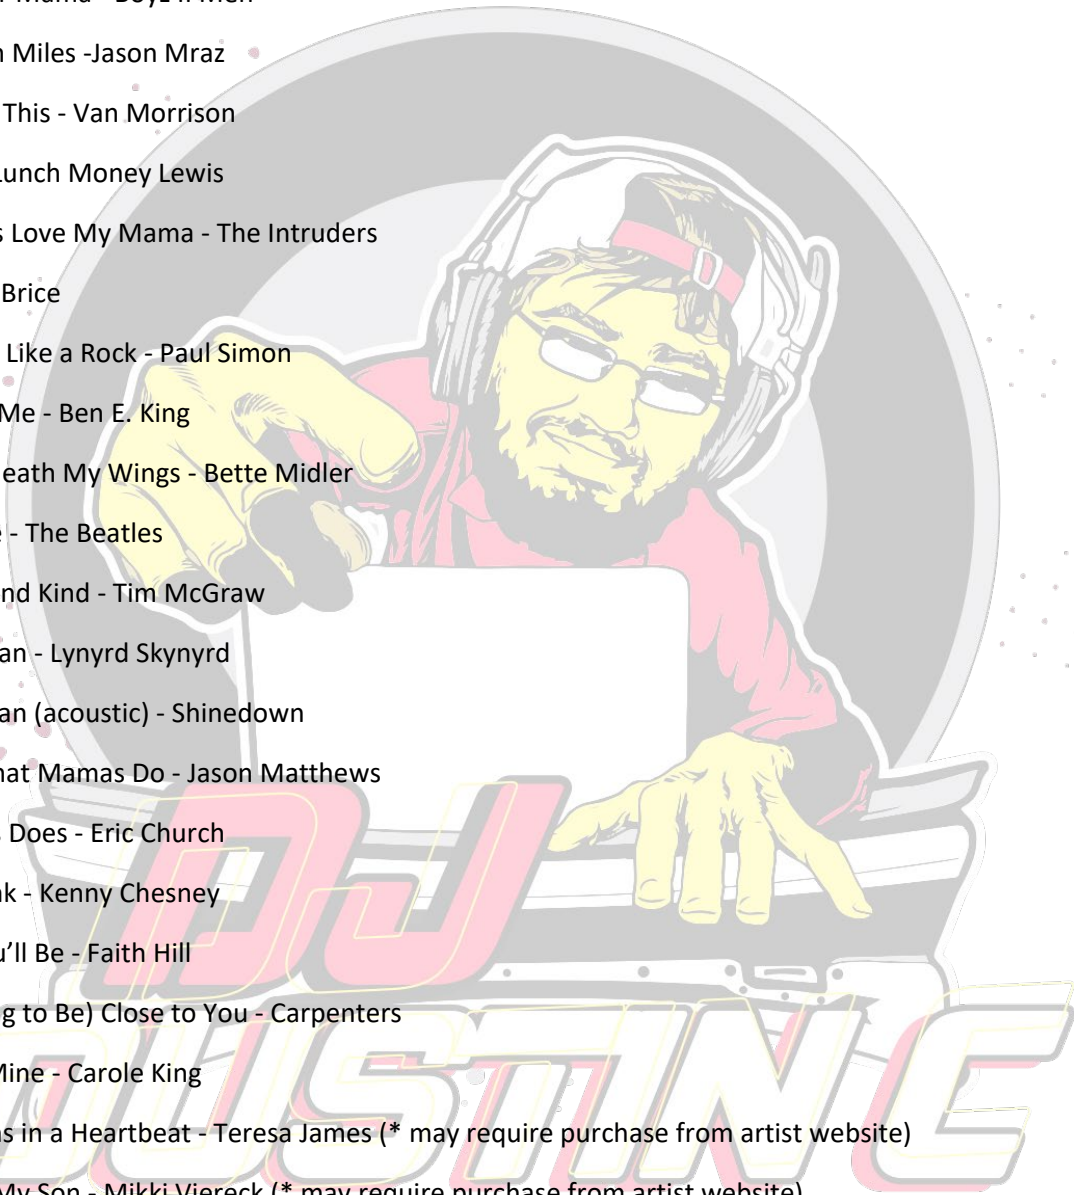 r Mama - Boyz II Men
n Miles -Jason Mraz
This - Van Morrison
Lunch Money Lewis
s Love My Mama - The Intruders
Brice
Like a Rock - Paul Simon
Me - Ben E. King
eath My Wings - Bette Midler
e - The Beatles
nd Kind - Tim McGraw
an - Lynyrd Skynyrd
an (acoustic) - Shinedown
hat Mamas Do - Jason Matthews
s Does - Eric Church
nk - Kenny Chesney
u'll Be - Faith Hill
g to Be) Close to You - Carpenters
Mine - Carole King
as in a Heartbeat - Teresa James (* may require purchase from artist website)
My Son - Mikki Viereck (* may require purchase from artist website)
DJ
DUSTIN C